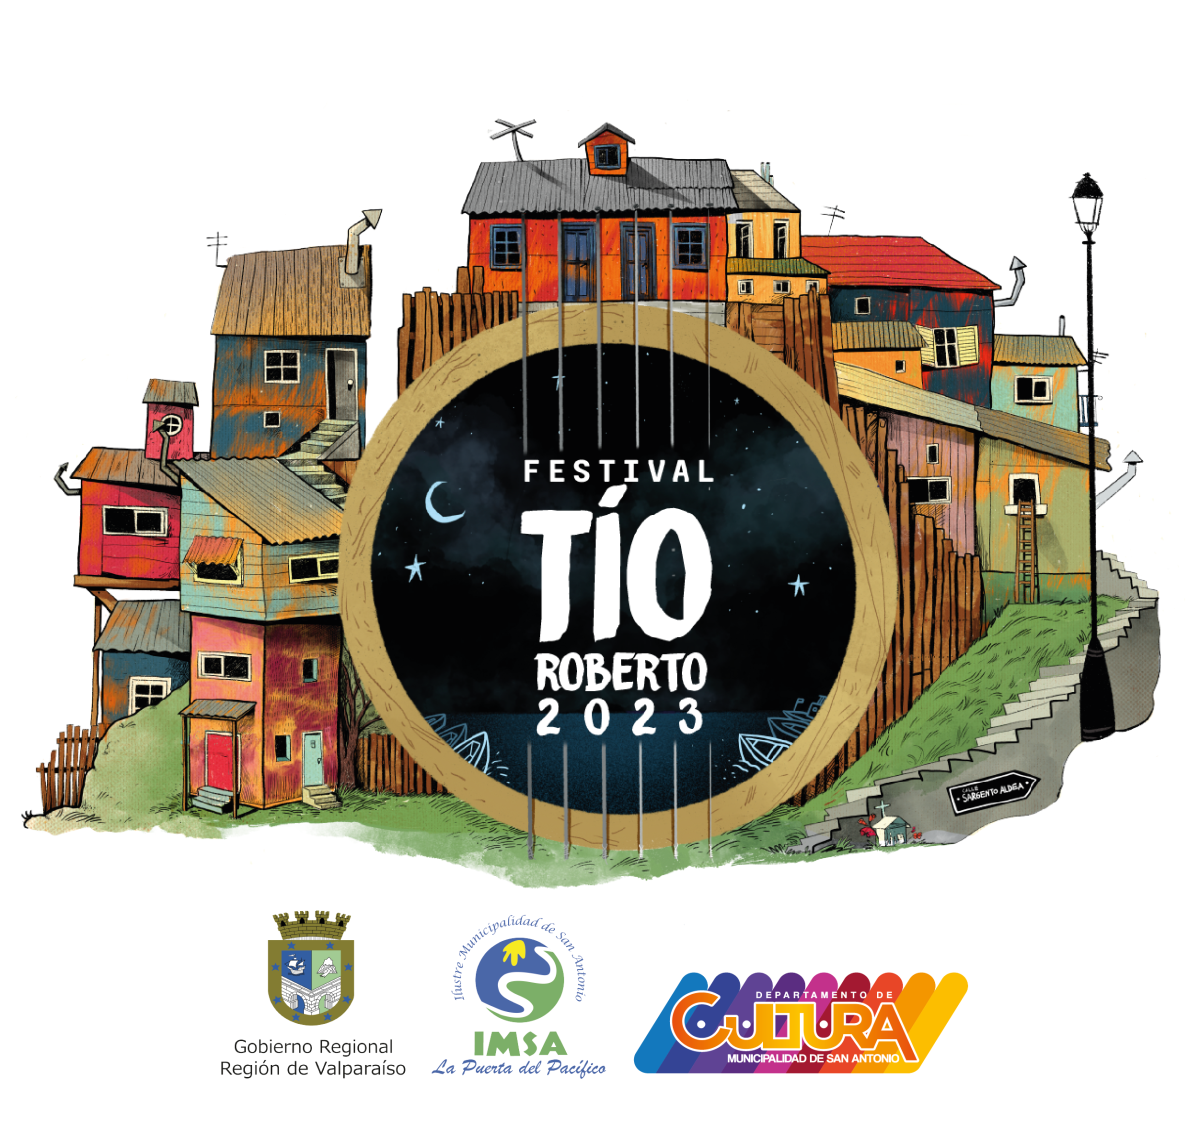 FESTIVAL
TÍO
ROBERTO
2023
CALLE
SARGENTO ALDEA
Gobierno Regional
Región de Valparaíso
Ilustre Municipalidad de San Antonio
IMSA
La Puerta del Pacífico
DEPARTAMENTO DE
CULTURA
MUNICIPALIDAD DE SAN ANTONIO